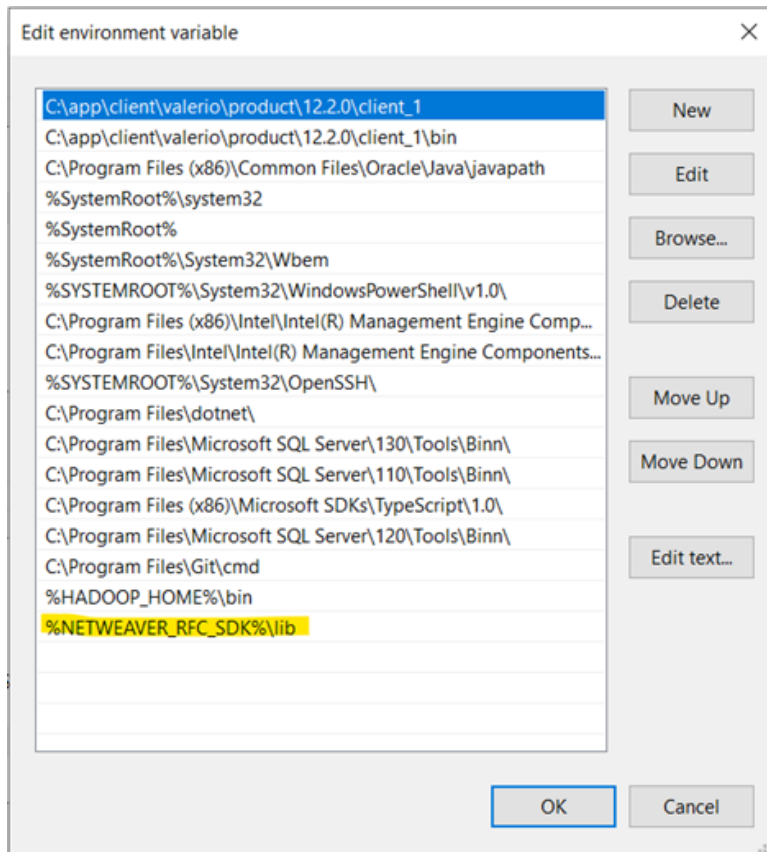 Edit environment variable
C:\app\client\valerio\product\12.2.0\client_1
New
C:\app\client\valerio\product\12.2.0\client_1\bin
C:\Program Files (x86)\Common Files\Oracle\Java\javapath
Edit
%SystemRoot%\system32
%SystemRoot%
Browse...
%SystemRoot%\System32\Wbem
%SYSTEMROOT%\System32\WindowsPowerShell\v1.0\
Delete
C:\Program Files (x86)\Intel\Intel(R) Management Engine Comp...
C:\Program Files\Intel\Intel(R) Management Engine Components...
%SYSTEMROOT%\System32\OpenSSH\
Move Up
C:\Program Files\dotnet\
C:\Program Files\Microsoft SQL Server\130\Tools\Binn\
Move Down
C:\Program Files\Microsoft SQL Server\110\Tools\Binn\
C:\Program Files (x86)\Microsoft SDKs\TypeScript\1.0\
C:\Program Files\Microsoft SQL Server\120\Tools\Binn\
Edit text...
C:\Program Files\Git\cmd
%HADOOP_HOME%\bin
%NETWEAVER_RFC_SDK%\lib
OK
Cancel